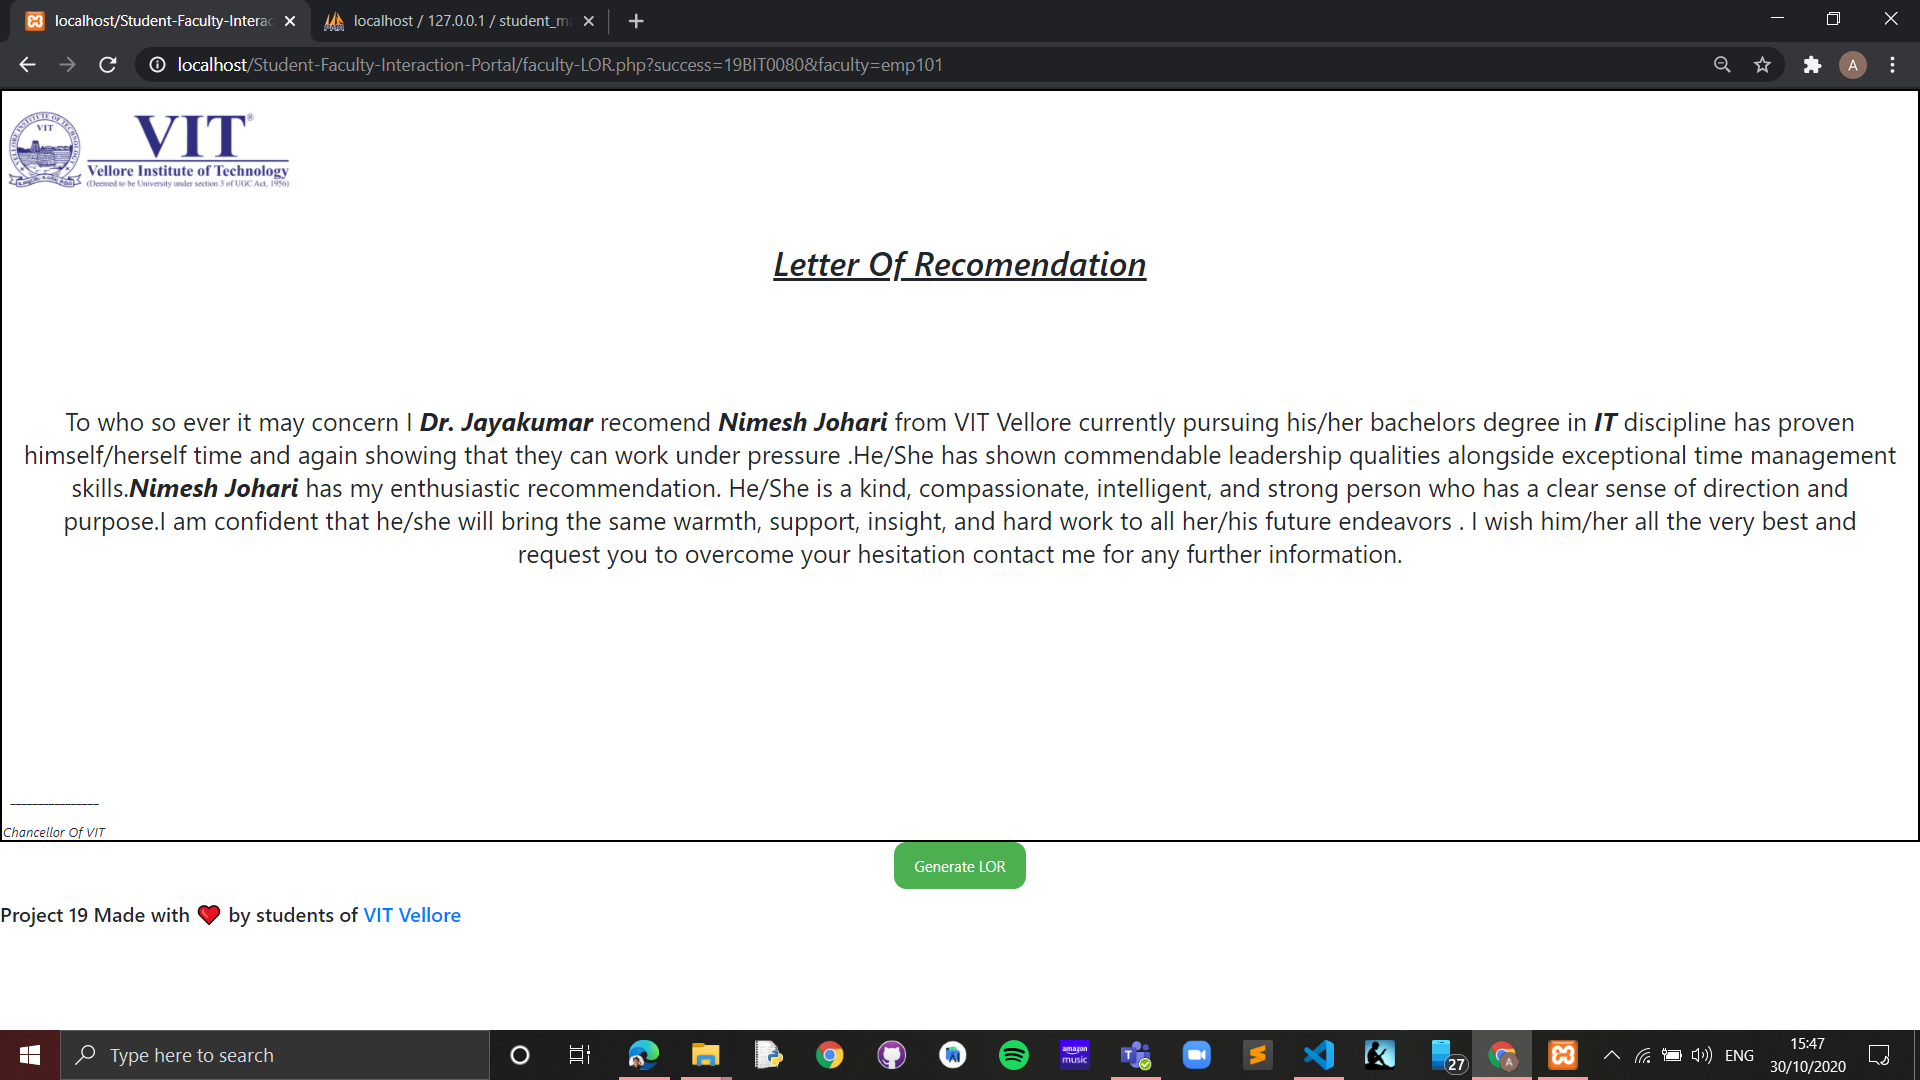 localhost/Student-Faculty-Interac
localhost / 127.0.0.1 / student_ma
localhost/Student-Faculty-Interaction-Portal/faculty-LOR.php?success=19BIT0080&faculty=emp101
A
VIT
VIT®
Vellore Institute of Technology
(Deemed to be University under section 3 of UGC Act, 1956)
Letter Of Recomendation
To who so ever it may concern I Dr. Jayakumar recomend Nimesh Johari from VIT Vellore currently pursuing his/her bachelors degree in IT discipline has proven
himself/herself time and again showing that they can work under pressure .He/She has shown commendable leadership qualities alongside exceptional time management
skills.Nimesh Johari has my enthusiastic recommendation. He/She is a kind, compassionate, intelligent, and strong person who has a clear sense of direction and
purpose.I am confident that he/she will bring the same warmth, support, insight, and hard work to all her/his future endeavors . I wish him/her all the very best and
request you to overcome your hesitation contact me for any further information.
________________
Chancellor Of VIT
Generate LOR
Project 19 Made with ❤ by students of VIT Vellore
Type here to search
amazon music
27
A
ENG
15:47
30/10/2020